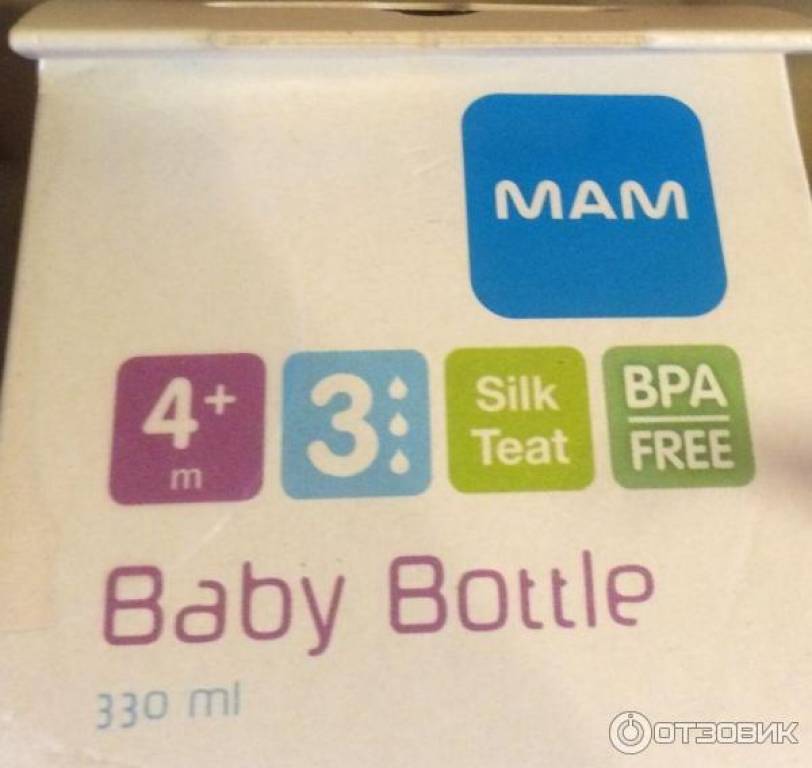 MAM
4+
m
3
Silk
Teat
BPA
FREE
Baby Bottle
330 ml
ОТЗОВИК